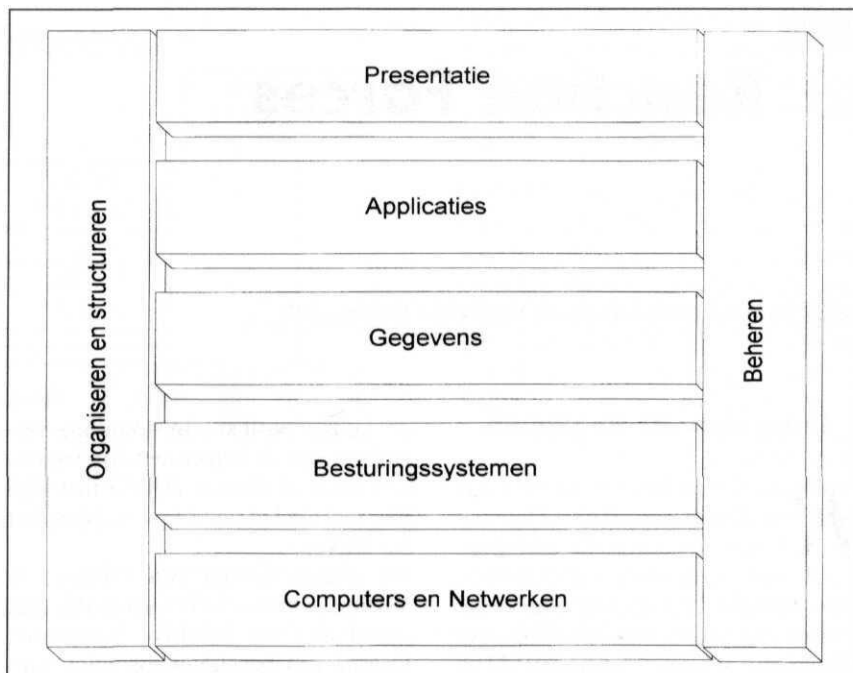 Presentatie
Applicaties
Gegevens
Besturingssystemen
Computers en Netwerken
Organiseren en structureren
Beheren